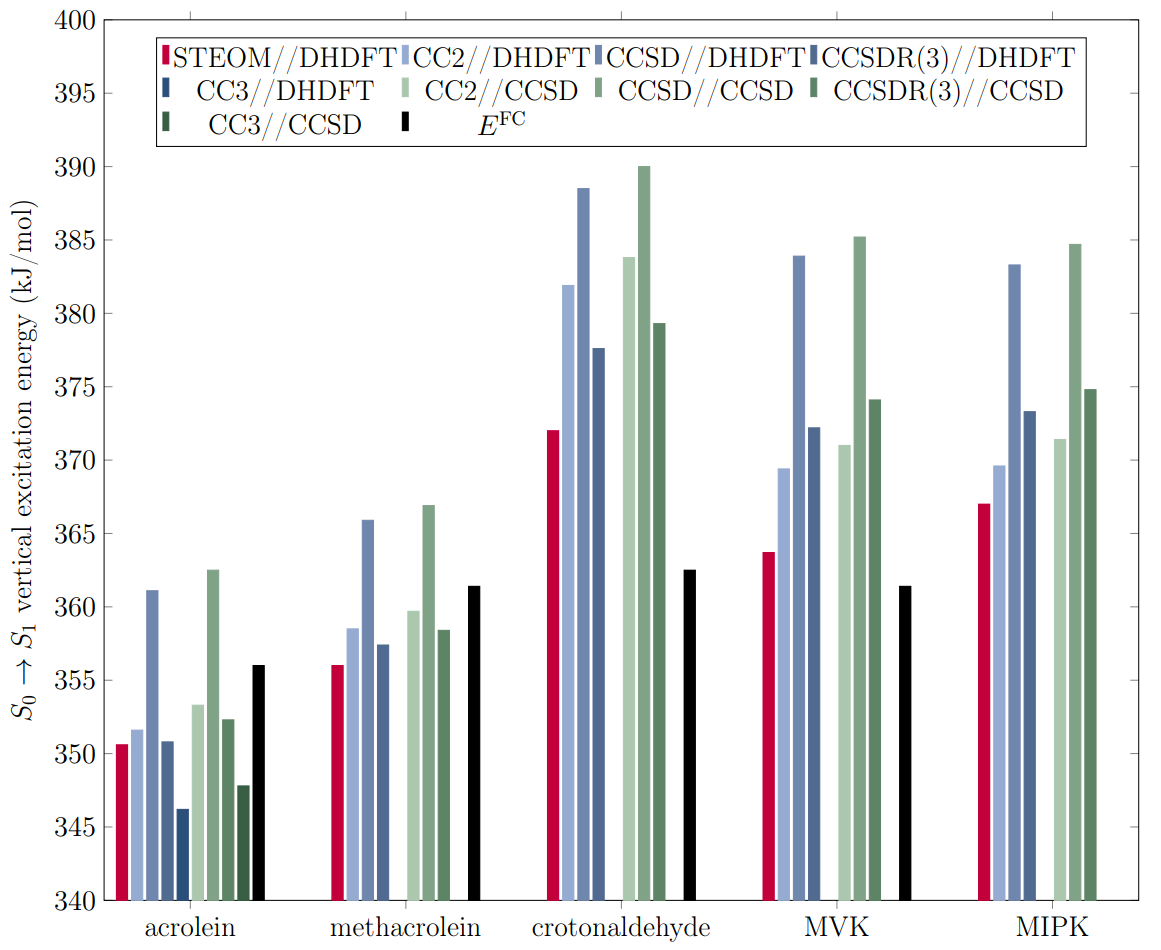 400
395
390
385
380
375
370
365
360
355
350
345
340
S₀ → S₁ vertical excitation energy (kJ/mol)
STEOM//DHDFT CC2//DHDFT CCSD//DHDFT CCSDR(3)//DHDFT
CC3//DHDFT CC2//CCSD CCSD//CCSD CCSDR(3)//CCSD
CC3//CCSD E^FC
acrolein methacrolein crotonaldehyde MVK MIPK